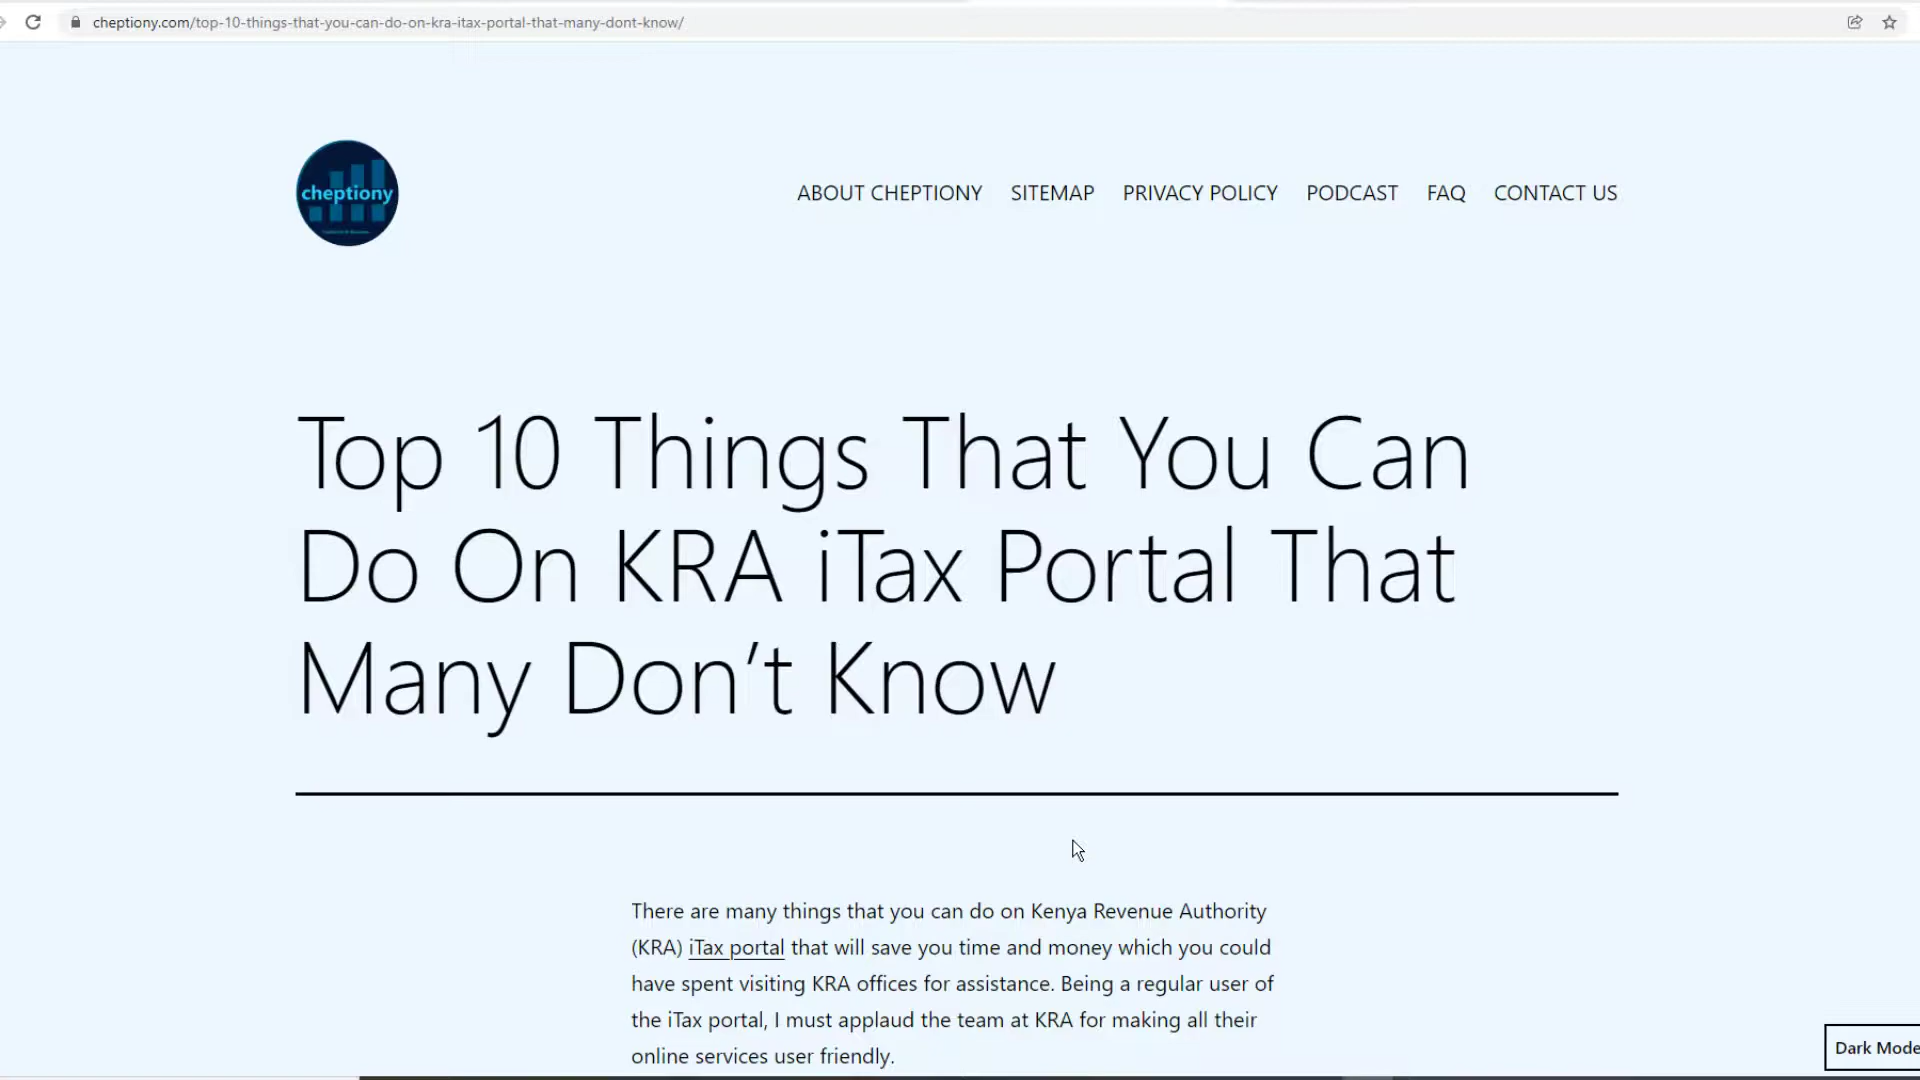 cheptiony.com/top-10-things-that-you-can-do-on-kra-itax-portal-that-many-dont-know/
cheptiony
ABOUT CHEPTIONY SITEMAP PRIVACY POLICY PODCAST FAQ CONTACT US
Top 10 Things That You Can
Do On KRA iTax Portal That
Many Don’t Know
There are many things that you can do on Kenya Revenue Authority
(KRA) iTax portal that will save you time and money which you could
have spent visiting KRA offices for assistance. Being a regular user of
the iTax portal, I must applaud the team at KRA for making all their
online services user friendly.
Dark Mode